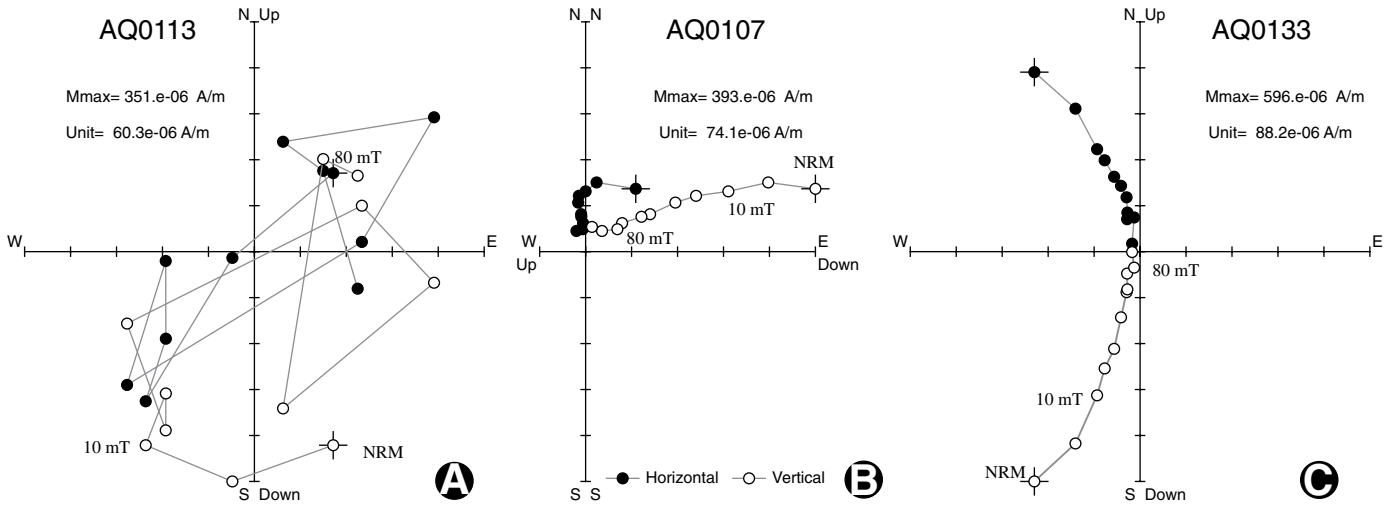 N Up
AQ0113
Mmax= 351.e-06 A/m
Unit= 60.3e-06 A/m
80 mT
W
E
10 mT
NRM
S Down
A
N N
AQ0107
Mmax= 393.e-06 A/m
Unit= 74.1e-06 A/m
NRM
10 mT
80 mT
W
E
Up
Down
Horizontal
Vertical
S S
B
N Up
AQ0133
Mmax= 596.e-06 A/m
Unit= 88.2e-06 A/m
W
E
80 mT
10 mT
NRM
S Down
C